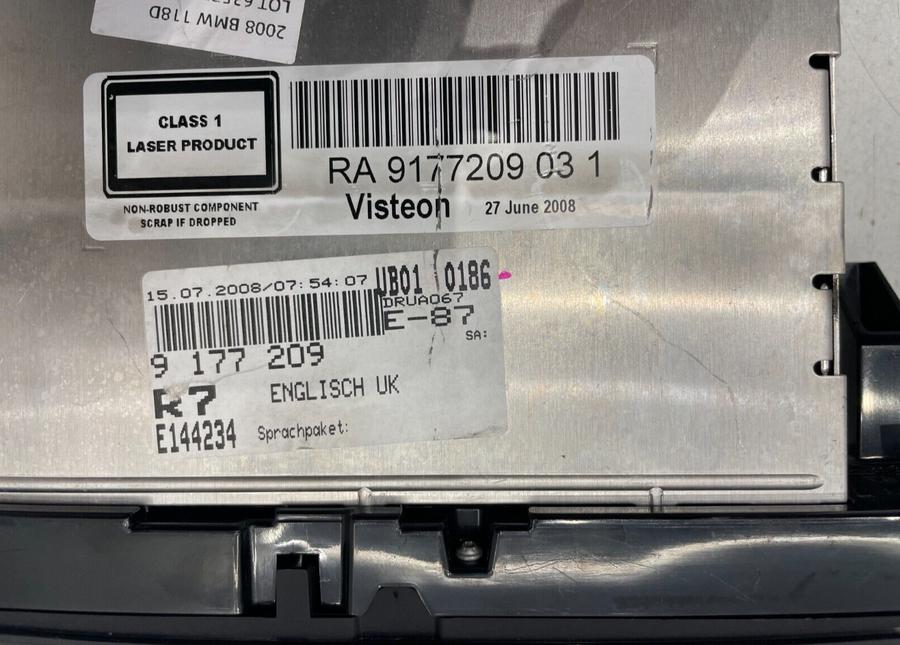 2008 BMW 118D
LOT
CLASS 1
LASER PRODUCT
NON-ROBUST COMPONENT
SCRAP IF DROPPED
RA 9177209 03 1
Visteon 27 June 2008
15.07.2008/07:54:07 UB01 0186
DRUA067
E-87
SA:
9 177 209
R7 ENGLISCH UK
E144234 Sprachpaket: